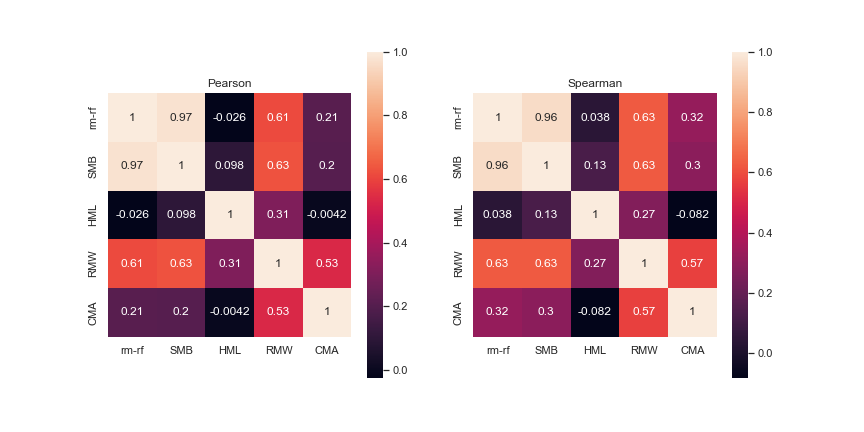 Pearson
rm-rf 1 0.97 -0.026 0.61 0.21
SMB 0.97 1 0.098 0.63 0.2
HML -0.026 0.098 1 0.31 -0.0042
RMW 0.61 0.63 0.31 1 0.53
CMA 0.21 0.2 -0.0042 0.53 1
rm-rf SMB HML RMW CMA
1.0
0.8
0.6
0.4
0.2
0.0
Spearman
rm-rf 1 0.96 0.038 0.63 0.32
SMB 0.96 1 0.13 0.63 0.3
HML 0.038 0.13 1 0.27 -0.082
RMW 0.63 0.63 0.27 1 0.57
CMA 0.32 0.3 -0.082 0.57 1
rm-rf SMB HML RMW CMA
1.0
0.8
0.6
0.4
0.2
0.0